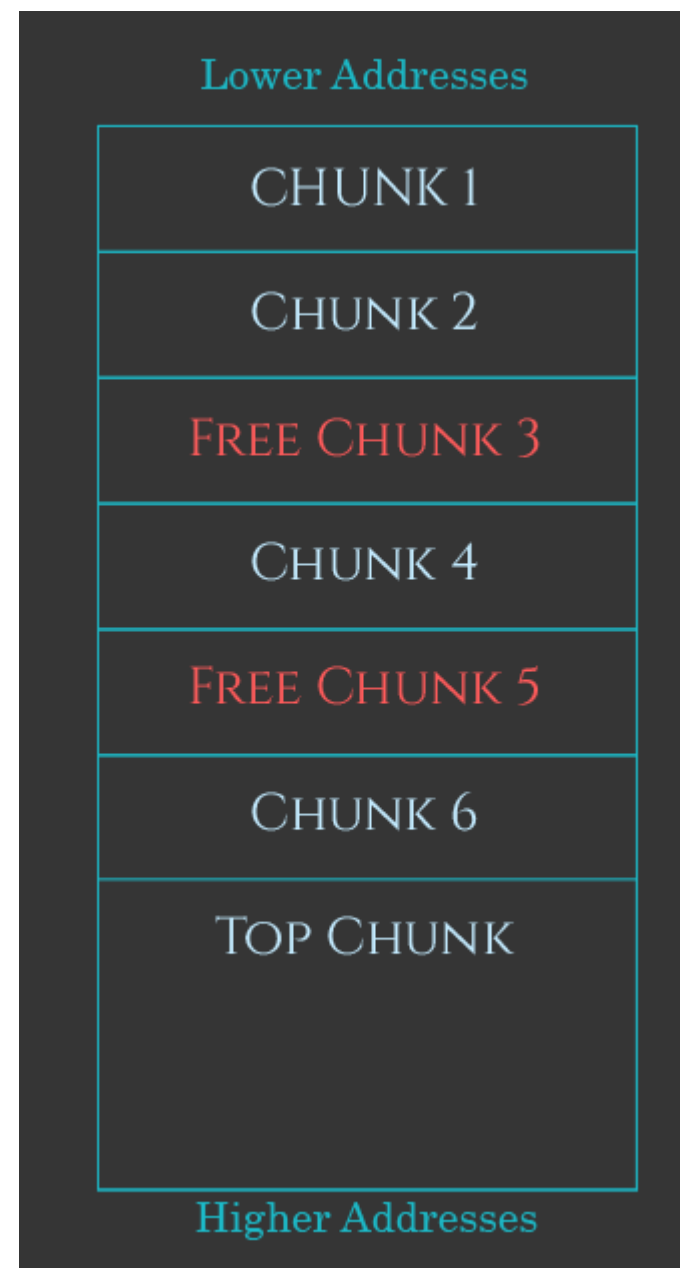 Lower Addresses
CHUNK 1
CHUNK 2
FREE CHUNK 3
CHUNK 4
FREE CHUNK 5
CHUNK 6
TOP CHUNK
Higher Addresses